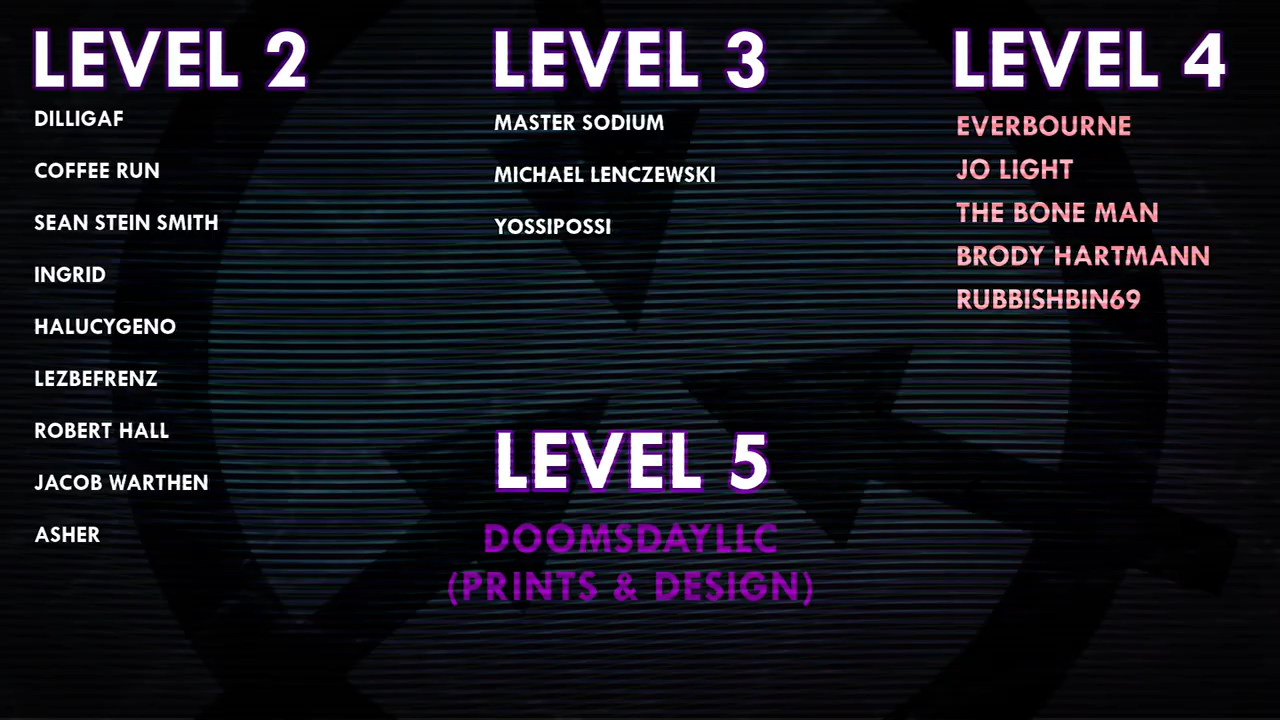 LEVEL 2
DILLIGAF
COFFEE RUN
SEAN STEIN SMITH
INGRID
HALUCYGENO
LEZBEFRENZ
ROBERT HALL
JACOB WARTHEN
ASHER
LEVEL 3
MASTER SODIUM
MICHAEL LENCZEWSKI
YOSSIPOSSI
LEVEL 4
EVERBOURNE
JO LIGHT
THE BONE MAN
BRODY HARTMANN
RUBBISHBIN69
LEVEL 5
DOOMSDAYLLC
(PRINTS & DESIGN)